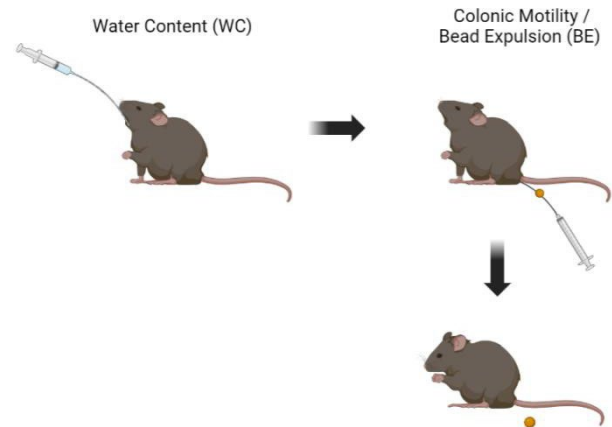 Water Content (WC)
Colonic Motility /
Bead Expulsion (BE)